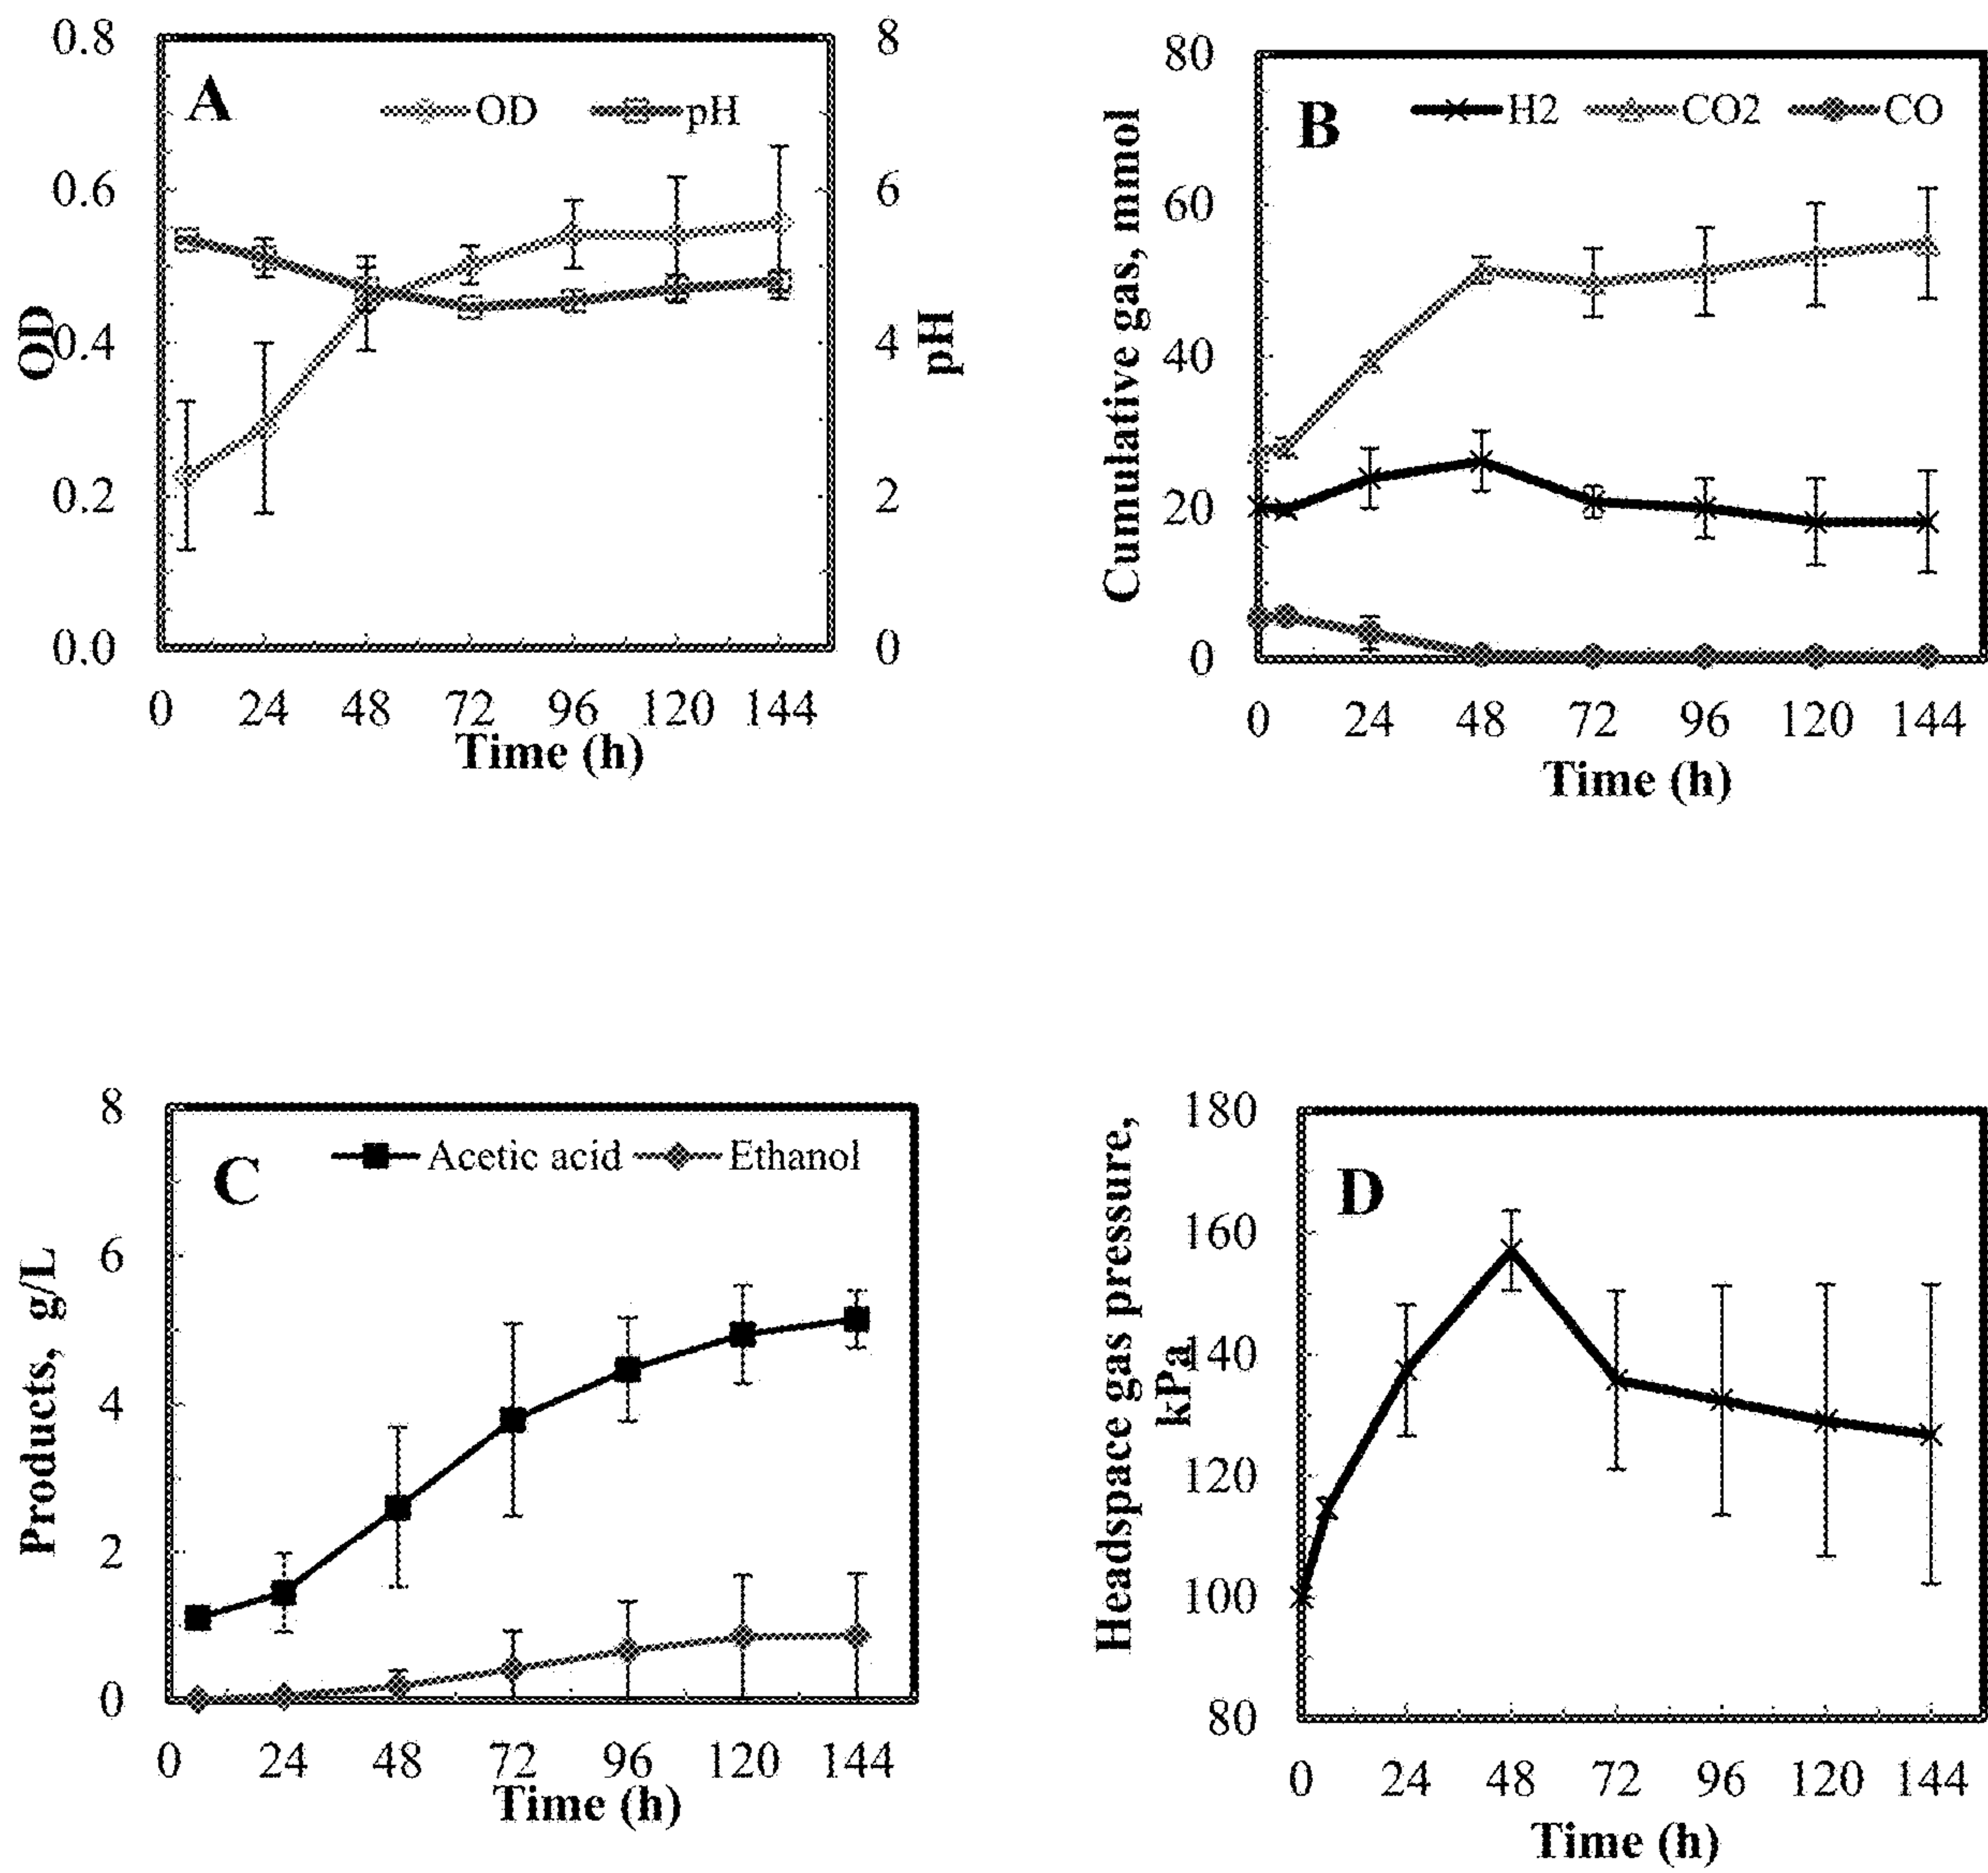 A
OD pH
0.8
0.6
0.4
0.2
0.0
OD
8
6
4
2
0
pH
0 24 48 72 96 120 144
Time (h)
B
H2 CO2 CO
80
60
40
20
0
Cumulative gas, mmol
0 24 48 72 96 120 144
Time (h)
C
Acetic acid Ethanol
8
6
4
2
0
Products, g/L
0 24 48 72 96 120 144
Time (h)
D
180
160
140
120
100
80
Headspace gas pressure,
kPa
0 24 48 72 96 120 144
Time (h)